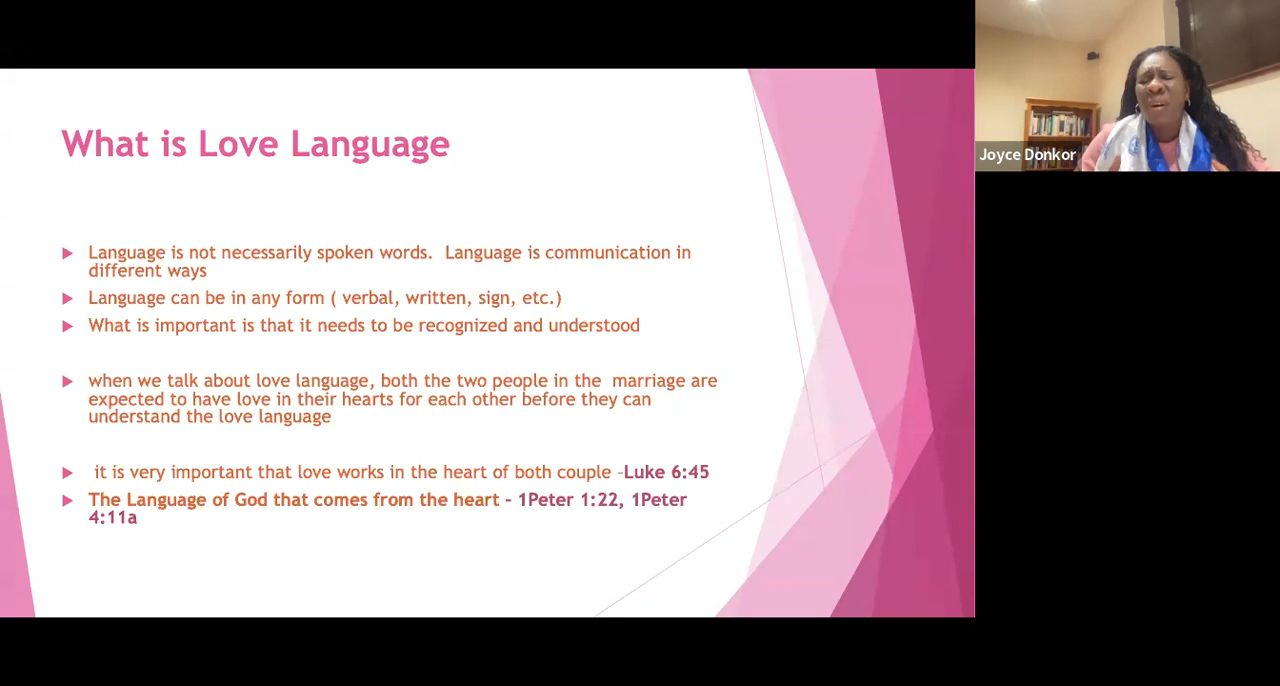 What is Love Language
Language is not necessarily spoken words.  Language is communication in
different ways
Language can be in any form ( verbal, written, sign, etc.)
What is important is that it needs to be recognized and understood
when we talk about love language, both the two people in the  marriage are
expected to have love in their hearts for each other before they can
understand the love language
it is very important that love works in the heart of both couple –Luke 6:45
The Language of God that comes from the heart – 1Peter 1:22, 1Peter
4:11a
Joyce Donkor